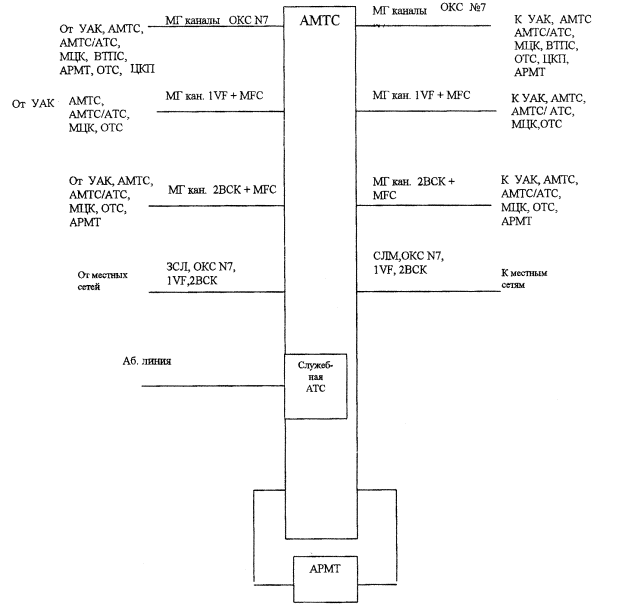 МГ каналы ОКС N7
АМТС
МГ каналы ОКС №7
От УАК, АМТС,
АМТС/АТС,
МЦК, ВТПС,
АРМТ, ОТС, ЦКП
К УАК, АМТС
АМТС/АТС,
МЦК, ВТПС,
ОТС, ЦКП,
АРМТ
От УАК АМТС,
АМТС/АТС,
МЦК, ОТС
МГ кан. 1VF + MFC
МГ кан. 1VF + MFC
К УАК, АМТС,
АМТС/ АТС,
МЦК,ОТС
От УАК, АМТС,
АМТС/АТС,
МЦК, ОТС,
АРМТ
МГ кан. 2ВСК + MFC
МГ кан. 2ВСК +
MFC
К УАК, АМТС,
АМТС/АТС,
МЦК, ОТС,
АРМТ
От местных
сетей
ЗСЛ, ОКС N7,
1VF,2ВСК
СЛМ,ОКС N7,
1VF, 2ВСК
К местным
сетям
Аб. линия
Служеб-
ная
АТС
АРМТ